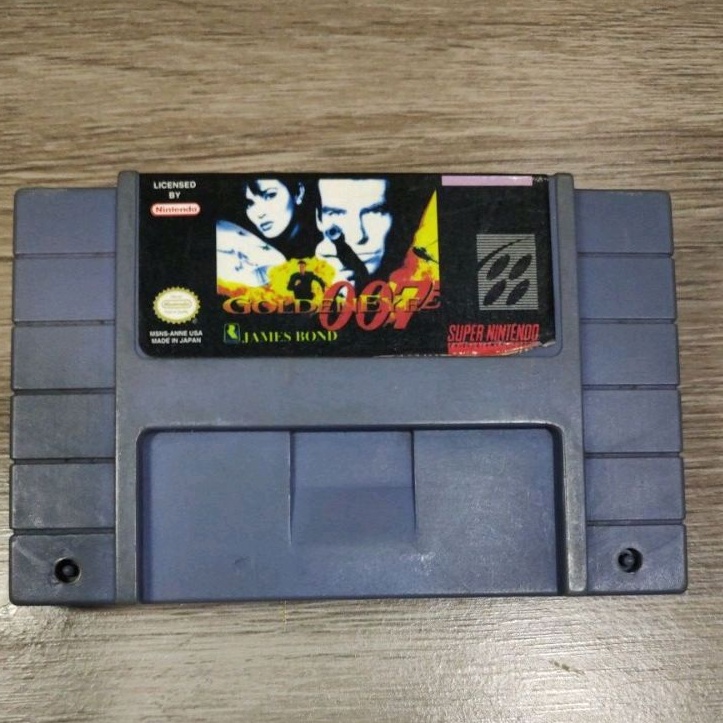 LICENSED
BY
Nintendo
GOLDENEYE
007
JAMES BOND
MSNS-ANNE USA
MADE IN JAPAN
SUPER NINTENDO